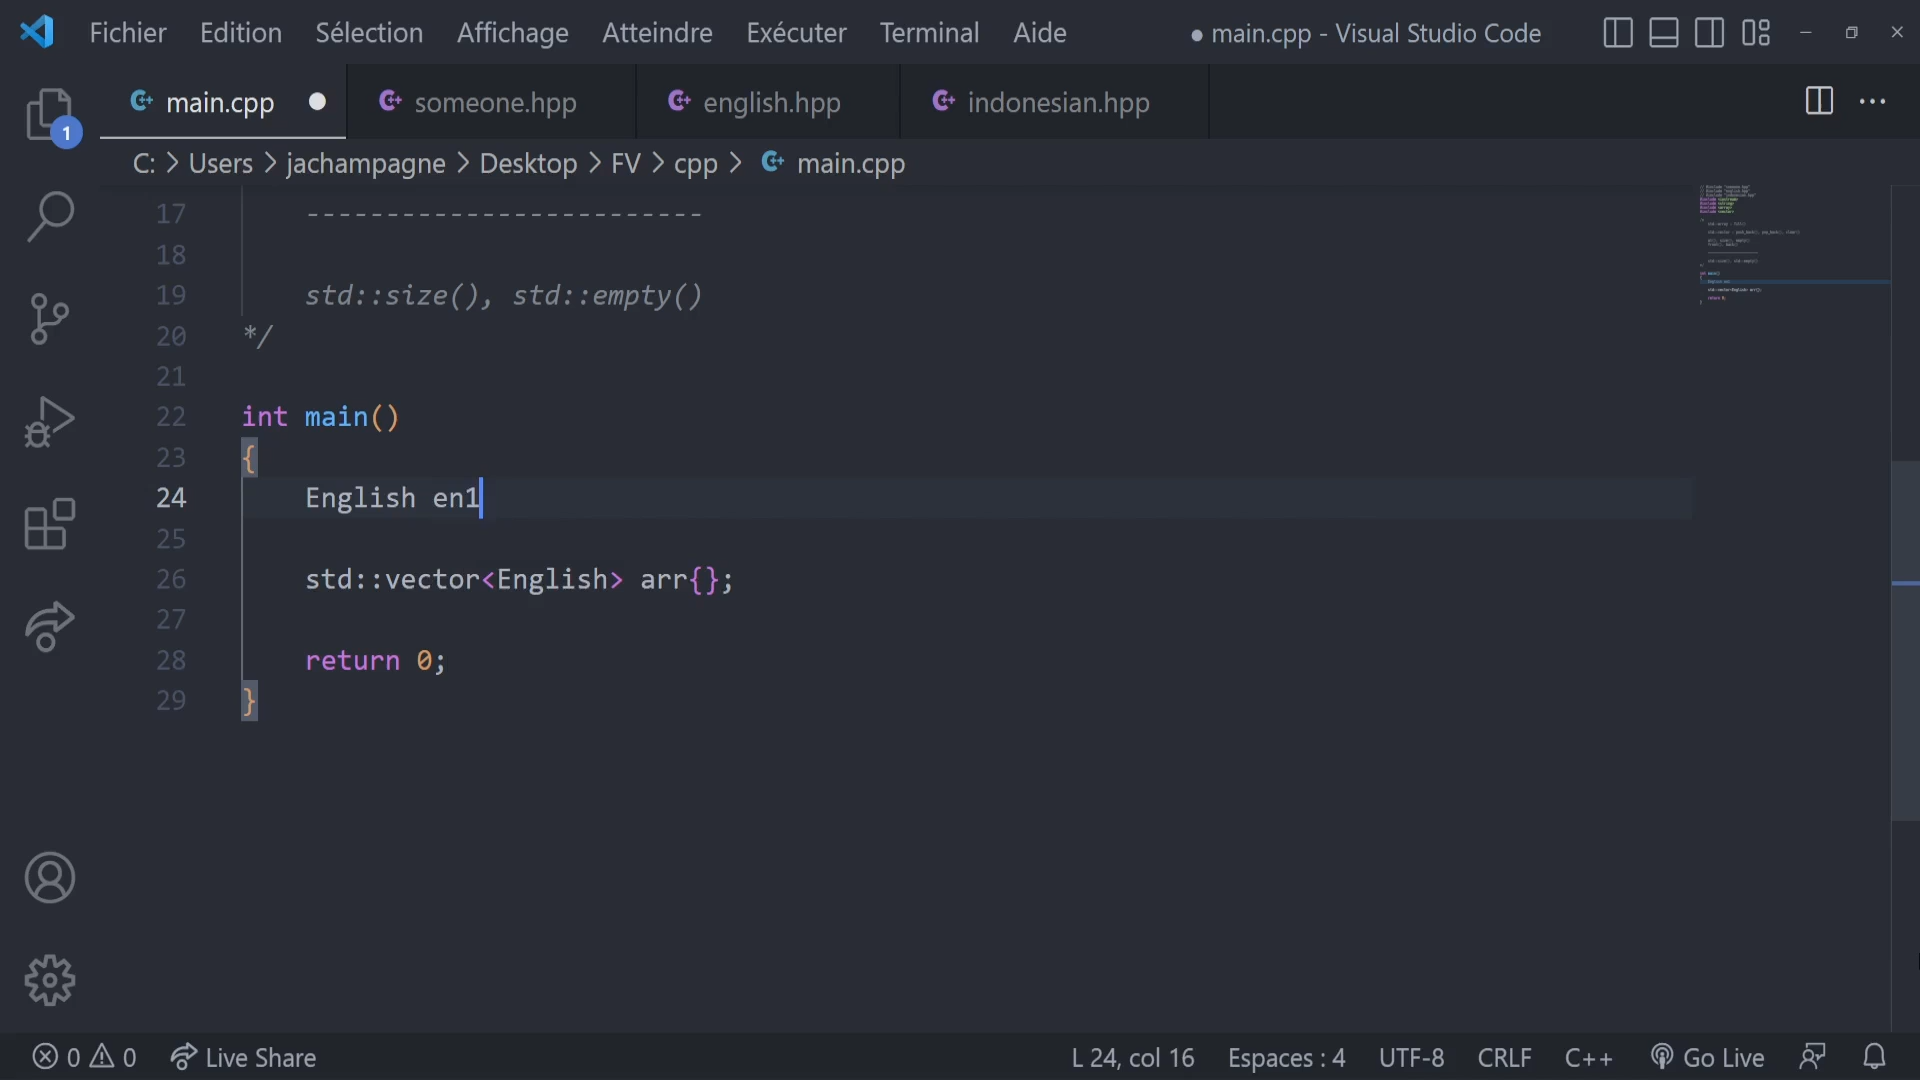 Fichier Edition Sélection Affichage Atteindre Exécuter Terminal Aide ● main.cpp - Visual Studio Code
main.cpp someone.hpp english.hpp indonesian.hpp
1
C: > Users > jachampagne > Desktop > FV > cpp > main.cpp
17 -------------------------
18
19 std::size(), std::empty()
20 */
21
22 int main()
23 {
24 English en1
25
26 std::vector<English> arr{};
27
28 return 0;
29 }
0 0 Live Share L 24, col 16 Espaces : 4 UTF-8 CRLF C++ Go Live